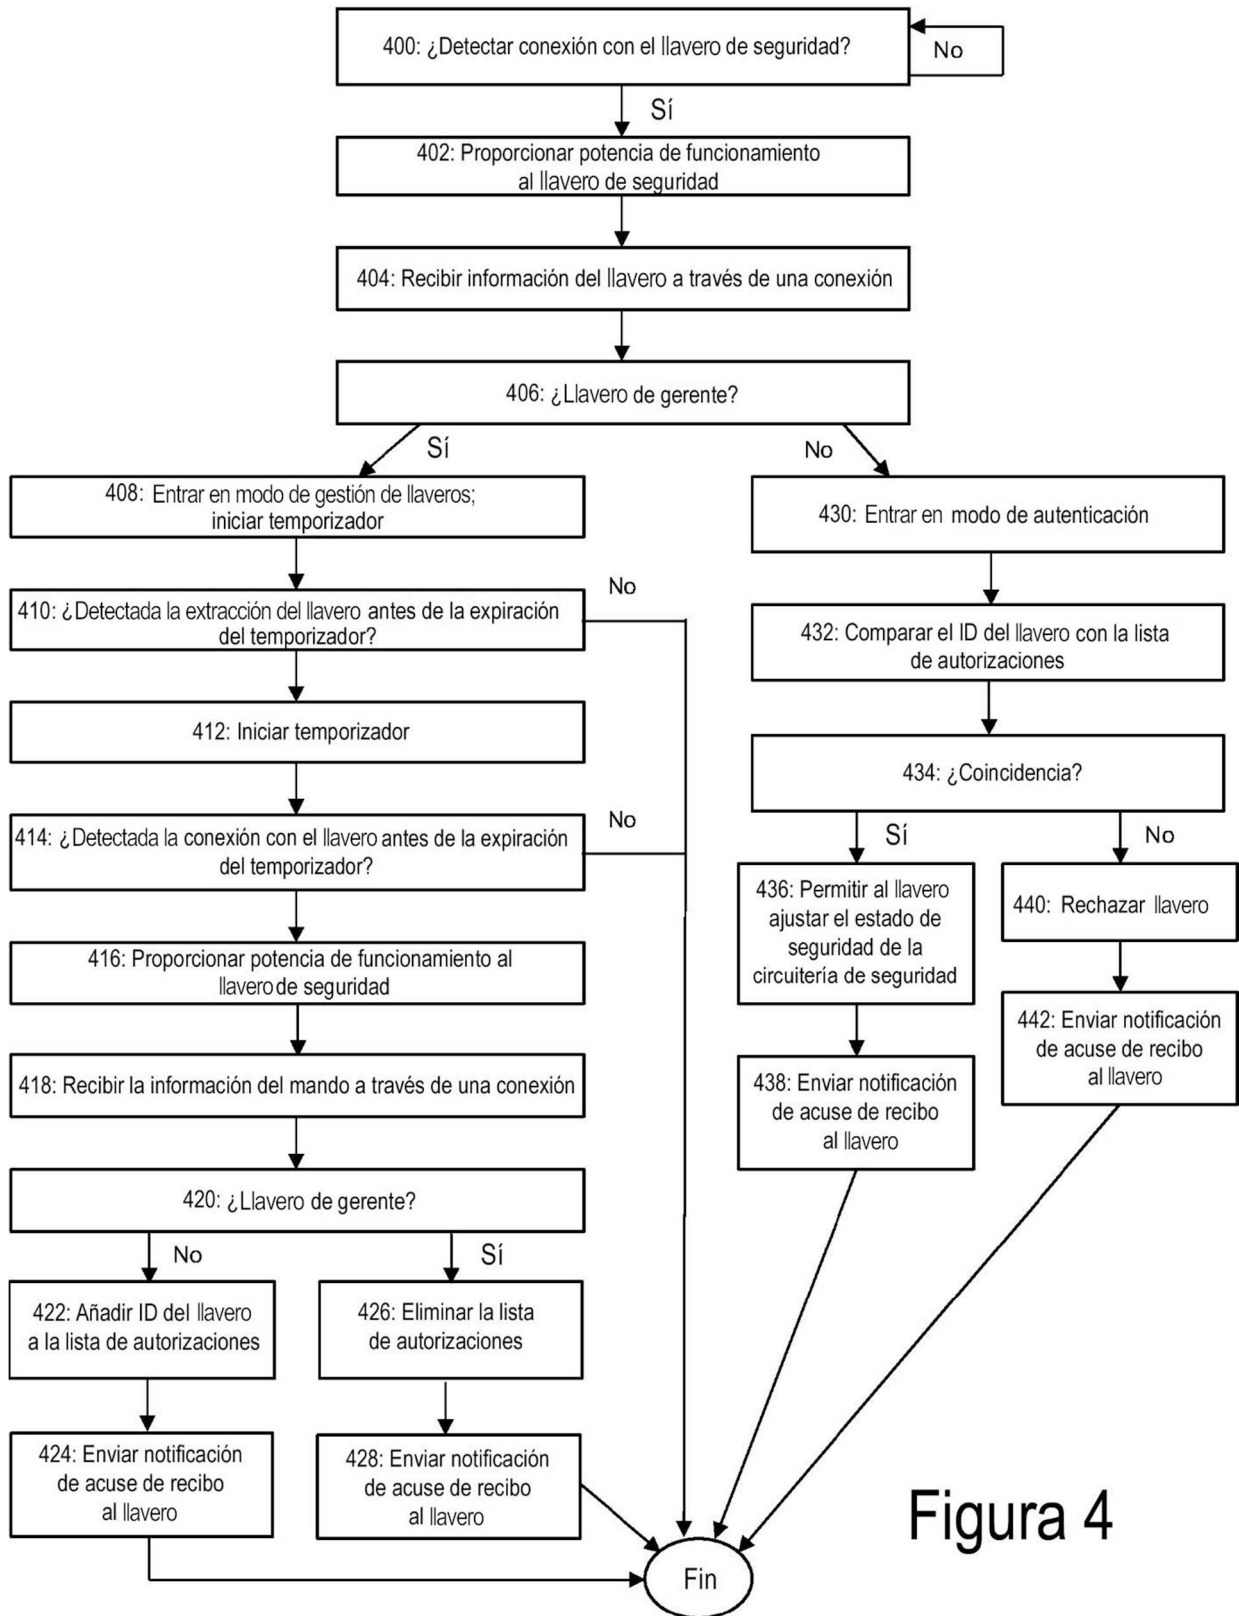 400: ¿Detectar conexión con el llavero de seguridad?
No
Sí
402: Proporcionar potencia de funcionamiento
al llavero de seguridad
404: Recibir información del llavero a través de una conexión
406: ¿Llavero de gerente?
Sí
No
408: Entrar en modo de gestión de llaveros;
iniciar temporizador
410: ¿Detectada la extracción del llavero antes de la expiración
del temporizador?
No
412: Iniciar temporizador
414: ¿Detectada la conexión con el llavero antes de la expiración
del temporizador?
No
416: Proporcionar potencia de funcionamiento al
llavero de seguridad
418: Recibir la información del mando a través de una conexión
420: ¿Llavero de gerente?
No
Sí
422: Añadir ID del llavero
a la lista de autorizaciones
426: Eliminar la lista
de autorizaciones
424: Enviar notificación
de acuse de recibo
al llavero
428: Enviar notificación
de acuse de recibo
al llavero
430: Entrar en modo de autenticación
432: Comparar el ID del llavero con la lista
de autorizaciones
434: ¿Coincidencia?
Sí
No
436: Permitir al llavero
ajustar el estado de
seguridad de la
circuitería de seguridad
440: Rechazar llavero
438: Enviar notificación
de acuse de recibo
al llavero
442: Enviar notificación
de acuse de recibo
al llavero
Fin
Figura 4